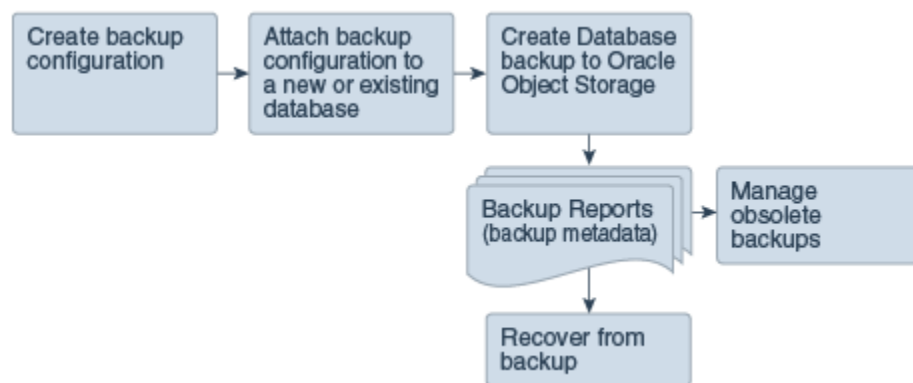 Create backup
configuration
Attach backup
configuration to
a new or existing
database
Create Database
backup to Oracle
Object Storage
Backup Reports
(backup metadata)
Manage
obsolete
backups
Recover from
backup